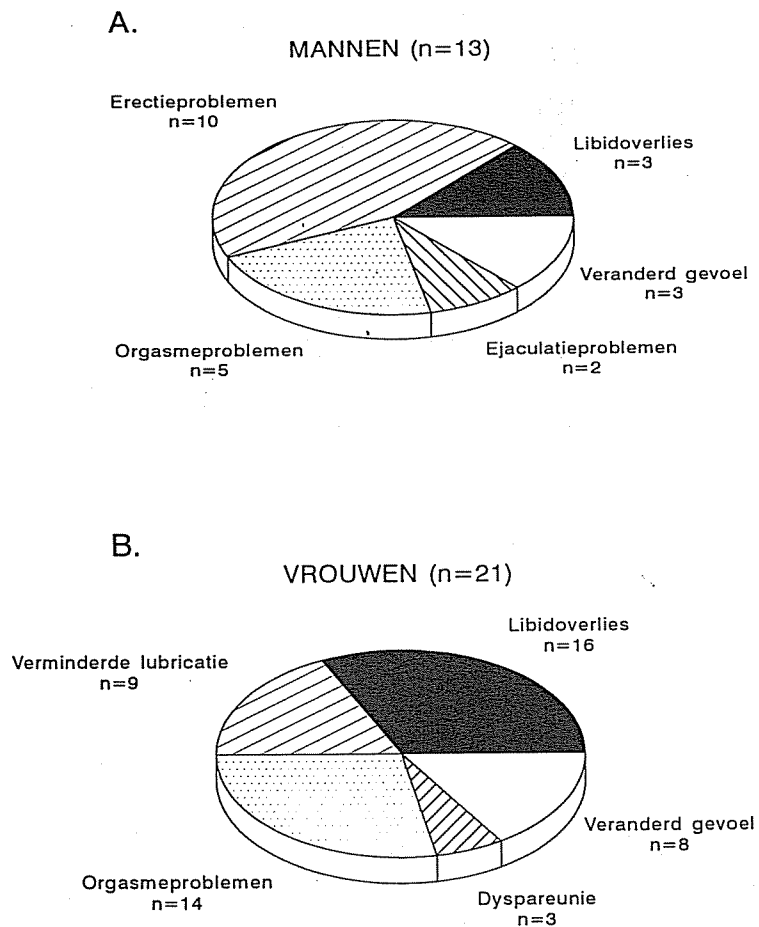 A.
MANNEN (n=13)
Erectieproblemen
n=10
Libidoverlies
n=3
Veranderd gevoel
n=3
Ejaculatieproblemen
n=2
Orgasmeproblemen
n=5
B.
VROUWEN (n=21)
Libidoverlies
n=16
Verminderde lubricatie
n=9
Veranderd gevoel
n=8
Orgasmeproblemen
n=14
Dyspareunie
n=3